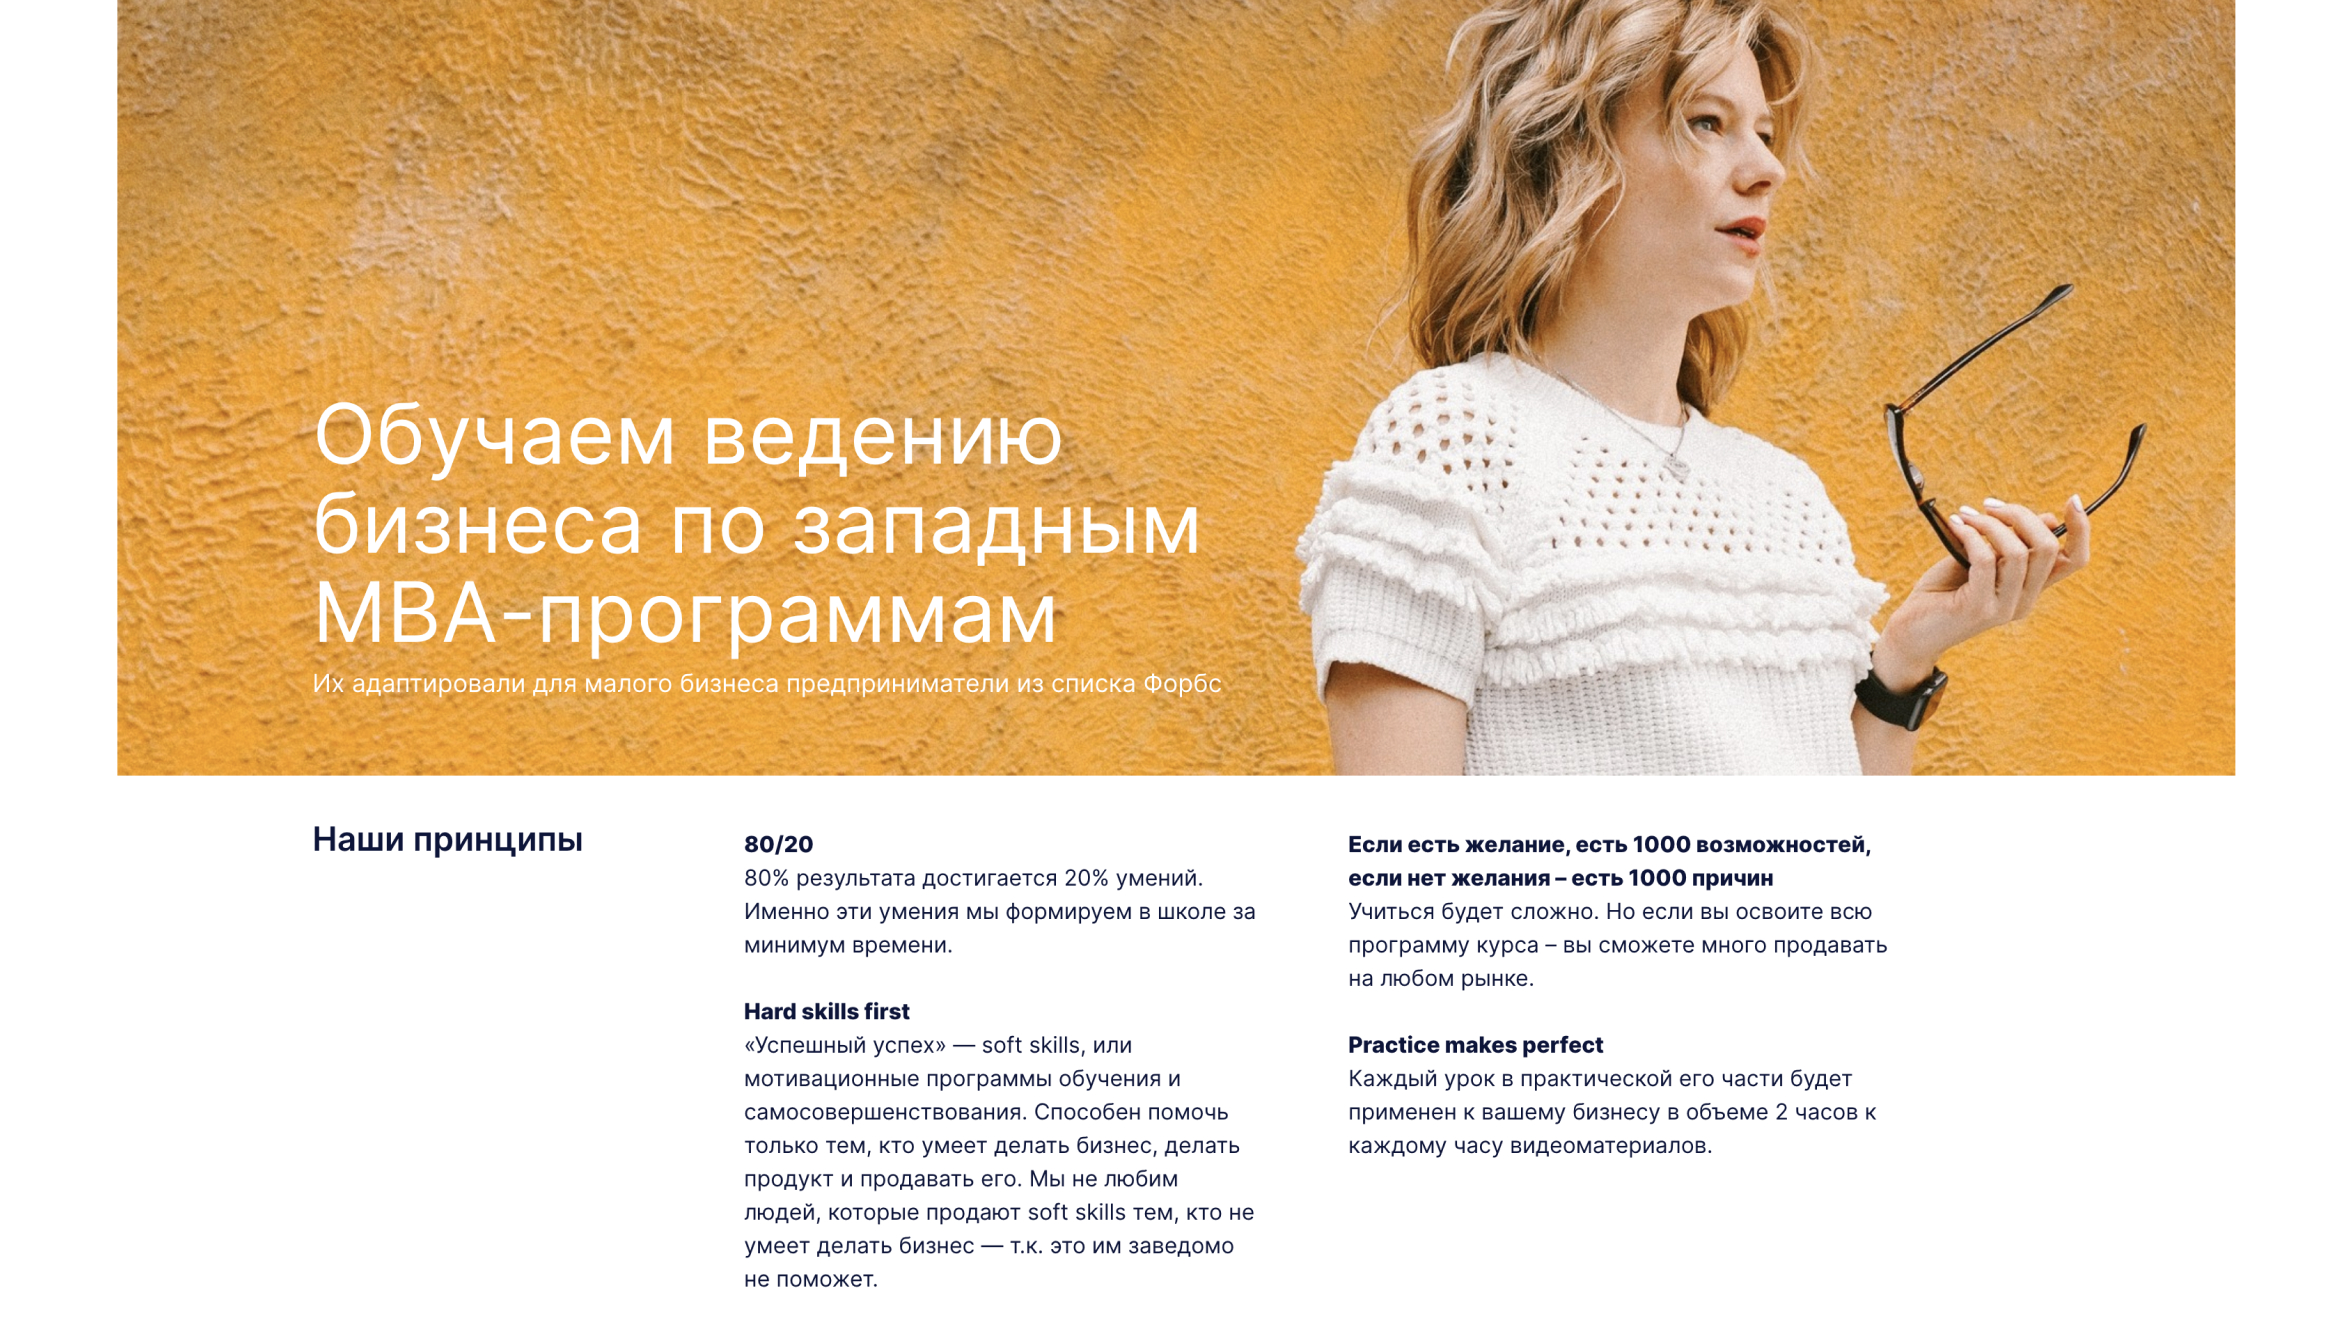 Обучаем ведению
бизнеса по западным
MBA-программам
Их адаптировали для малого бизнеса предприниматели из списка Форбс
Наши принципы
80/20
80% результата достигается 20% умений.
Именно эти умения мы формируем в школе за
минимум времени.
Hard skills first
«Успешный успех» — soft skills, или
мотивационные программы обучения и
самосовершенствования. Способен помочь
только тем, кто умеет делать бизнес, делать
продукт и продавать его. Мы не любим
людей, которые продают soft skills тем, кто не
умеет делать бизнес — т.к. это им заведомо
не поможет.
Если есть желание, есть 1000 возможностей,
если нет желания – есть 1000 причин
Учиться будет сложно. Но если вы освоите всю
программу курса – вы сможете много продавать
на любом рынке.
Practice makes perfect
Каждый урок в практической его части будет
применен к вашему бизнесу в объеме 2 часов к
каждому часу видеоматериалов.